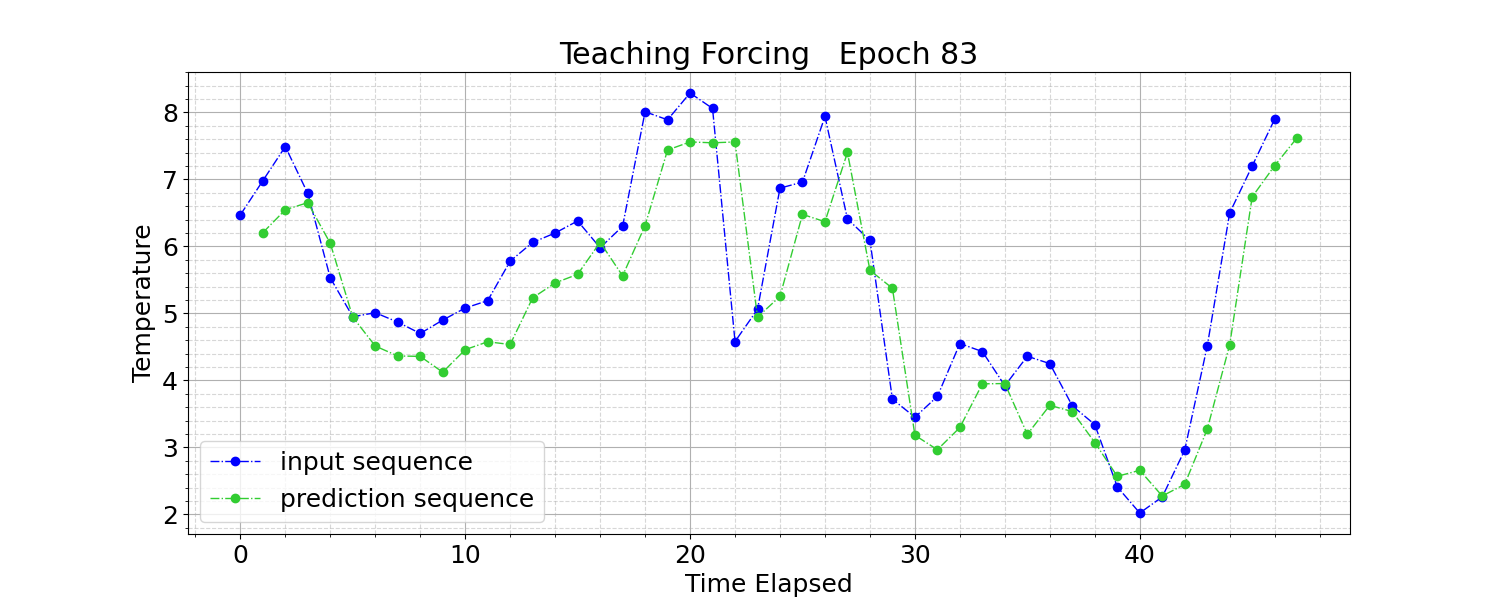 Teaching Forcing   Epoch 83
Temperature
8
7
6
5
4
3
2
input sequence
prediction sequence
0 10 20 30 40
Time Elapsed